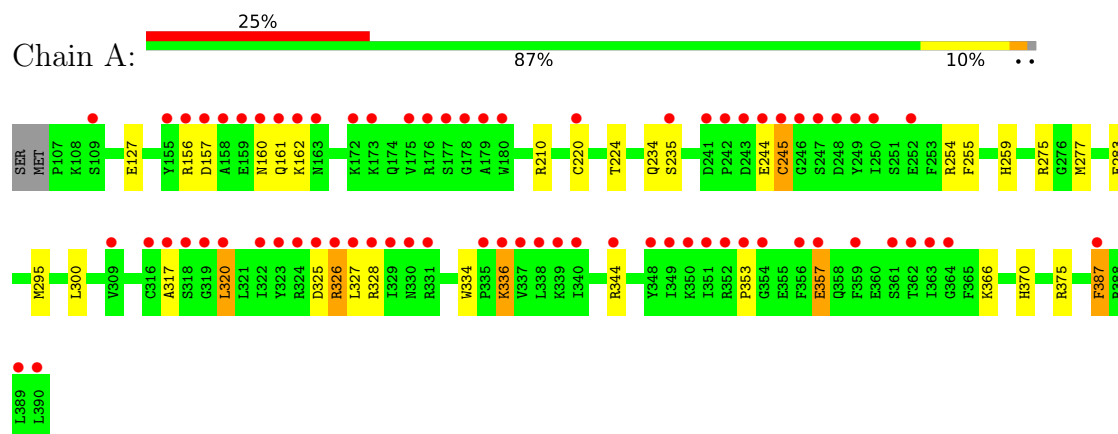 25%
Chain A:
87% 10% • •
SER MET P107 K108 S109 E127 Y155 R156 D157 A158 E159 N160 Q161 K162 N163 K172 K173 Q174 V175 R176 S177 G178 A179 W180 R210 C220 T224 Q234 S235 D241 P242 D243 E244 C245 G246 S247 D248 Y249 I250 S251 E252 F253 R254 F255 H259 R275 G276 M277
M295 L300 V309 C316 A317 S318 G319 L320 L321 I322 Y323 R324 D325 R326 L327 R328 I329 N330 R331 W334 P335 K336 V337 L338 K339 I340 R344 Y348 I349 K350 I351 R352 P353 G354 E355 F356 E357 Q358 F359 E360 S361 T362 I363 G364 F365 K366 H370 R375 F387
L389 L390